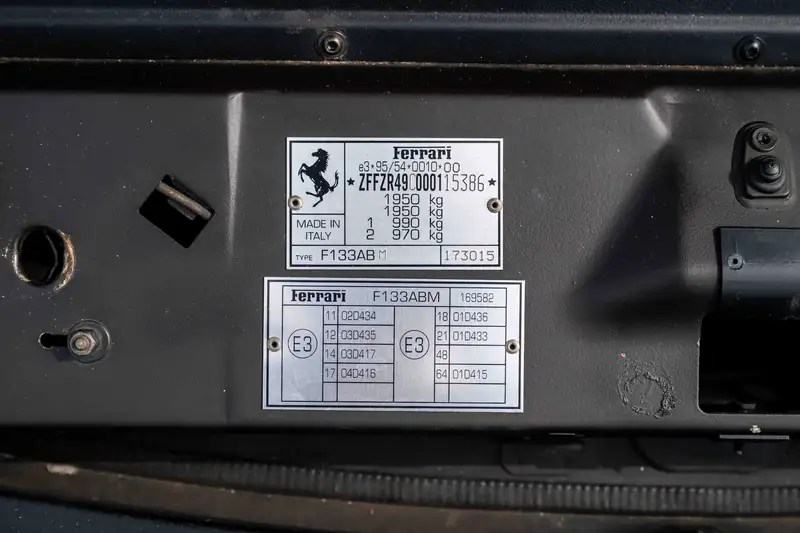 Ferrari
e3*95/54*0010*00
*ZFFZR49C000115386*
1950 kg
1950 kg
1 990 kg
2 970 kg
MADE IN
ITALY
TYPE F133AB M
173015
Ferrari F133ABM 169582
E3 11 02D434 E3 18 01D436
12 03D435 21 01D433
14 03D417 48
17 04D416 64 01D415